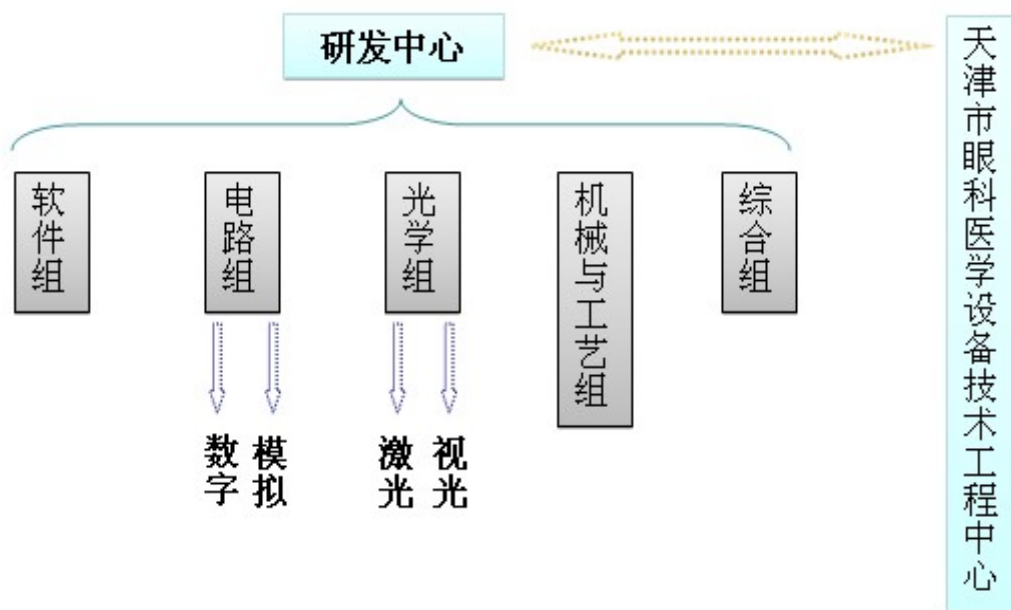 研发中心
天津市眼科医学设备技术工程中心
软件组
电路组
光学组
机械与工艺组
综合组
数字
模拟
激光
视光